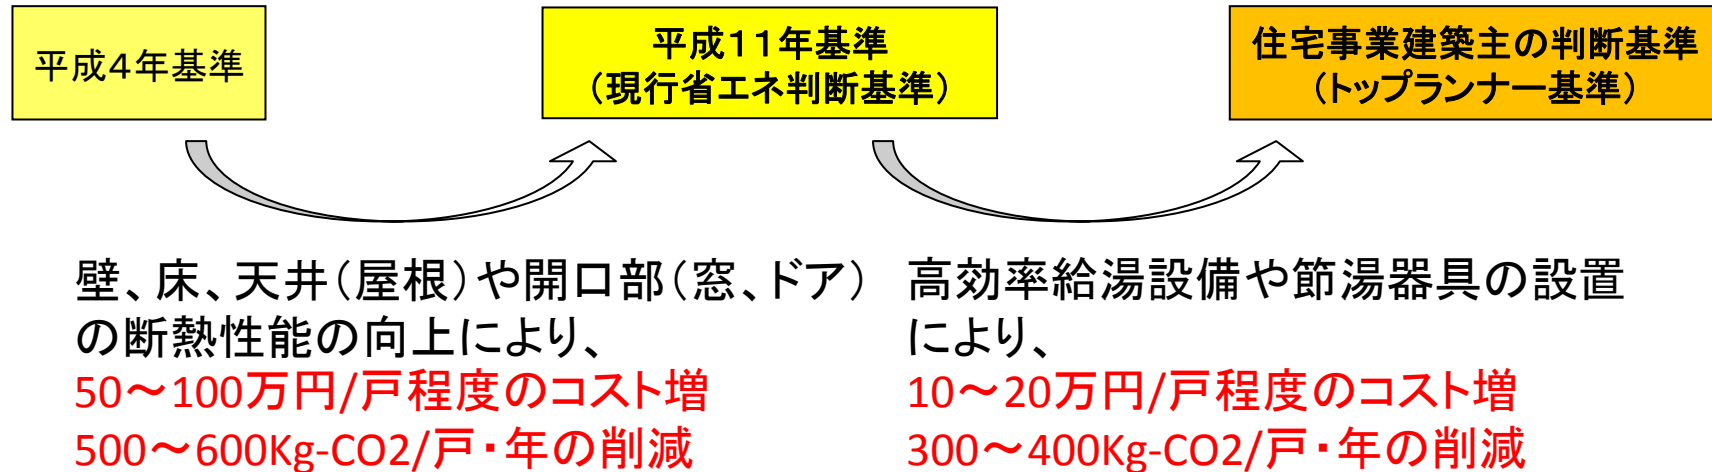 平成４年基準
平成１１年基準
（現行省エネ判断基準）
住宅事業建築主の判断基準
（トップランナー基準）
壁、床、天井（屋根）や開口部（窓、ドア）
の断熱性能の向上により、
50～100万円/戸程度のコスト増
500～600Kg-CO2/戸・年の削減
高効率給湯設備や節湯器具の設置
により、
10～20万円/戸程度のコスト増
300～400Kg-CO2/戸・年の削減